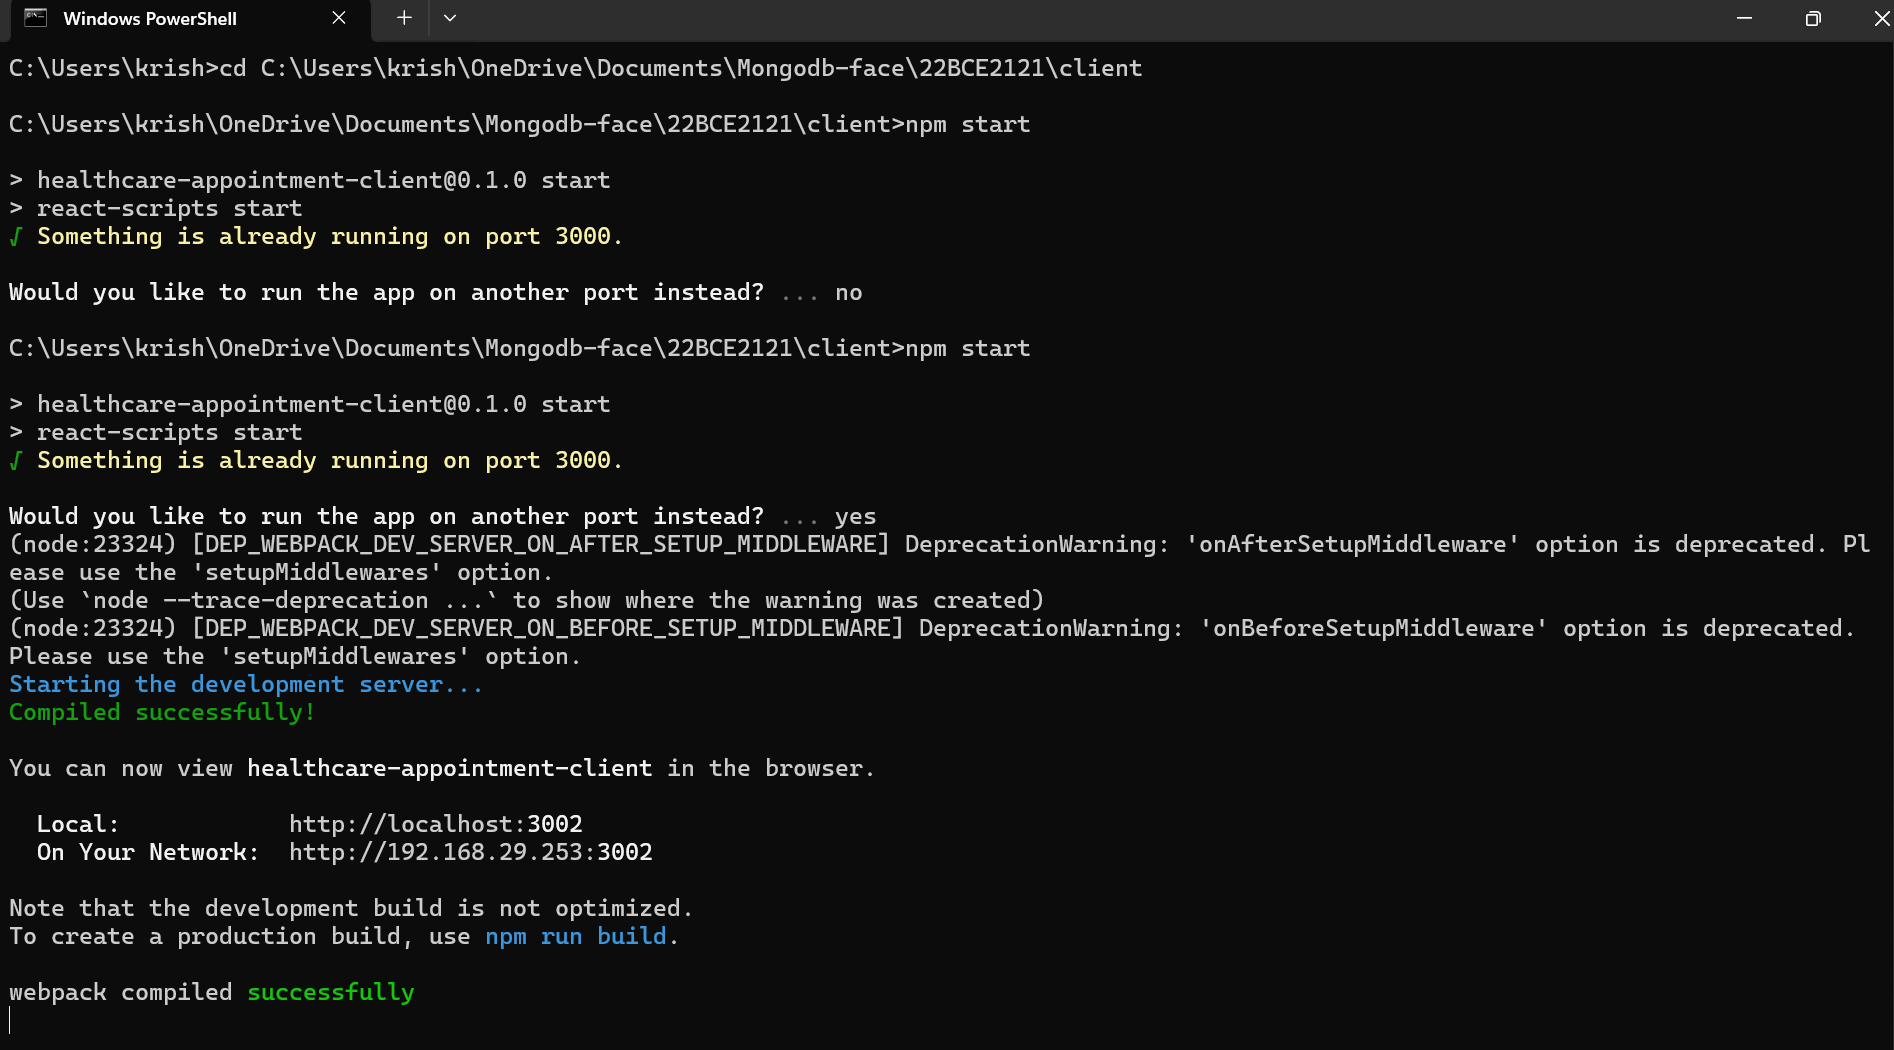 Windows PowerShell
C:\Users\krish>cd C:\Users\krish\OneDrive\Documents\Mongodb-face\22BCE2121\client
C:\Users\krish\OneDrive\Documents\Mongodb-face\22BCE2121\client>npm start
> healthcare-appointment-client@0.1.0 start
> react-scripts start
√ Something is already running on port 3000.
Would you like to run the app on another port instead? ... no
C:\Users\krish\OneDrive\Documents\Mongodb-face\22BCE2121\client>npm start
> healthcare-appointment-client@0.1.0 start
> react-scripts start
√ Something is already running on port 3000.
Would you like to run the app on another port instead? ... yes
(node:23324) [DEP_WEBPACK_DEV_SERVER_ON_AFTER_SETUP_MIDDLEWARE] DeprecationWarning: 'onAfterSetupMiddleware' option is deprecated. Pl
ease use the 'setupMiddlewares' option.
(Use `node --trace-deprecation ...` to show where the warning was created)
(node:23324) [DEP_WEBPACK_DEV_SERVER_ON_BEFORE_SETUP_MIDDLEWARE] DeprecationWarning: 'onBeforeSetupMiddleware' option is deprecated.
Please use the 'setupMiddlewares' option.
Starting the development server...
Compiled successfully!
You can now view healthcare-appointment-client in the browser.
Local: http://localhost:3002
On Your Network: http://192.168.29.253:3002
Note that the development build is not optimized.
To create a production build, use npm run build.
webpack compiled successfully